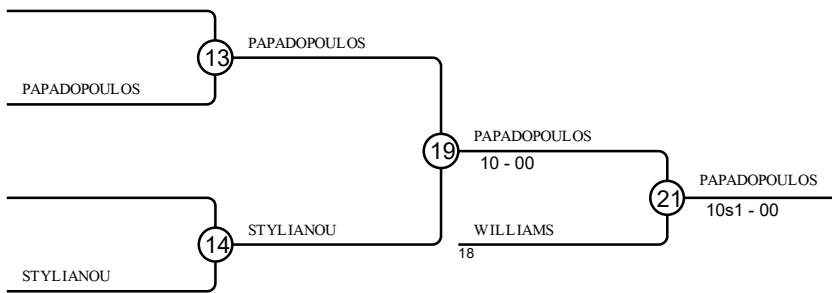 13
PAPADOPOULOS
PAPADOPOULOS
19
PAPADOPOULOS
10 - 00
21
PAPADOPOULOS
10s1 - 00
14
STYLIANOU
WILLIAMS
18
STYLIANOU